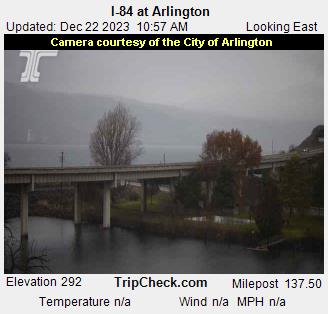 I-84 at Arlington
Updated: Dec 22 2023 10:57 AM Looking East
Camera courtesy of the City of Arlington
Elevation 292 TripCheck.com Milepost 137.50
Temperature n/a Wind n/a MPH n/a